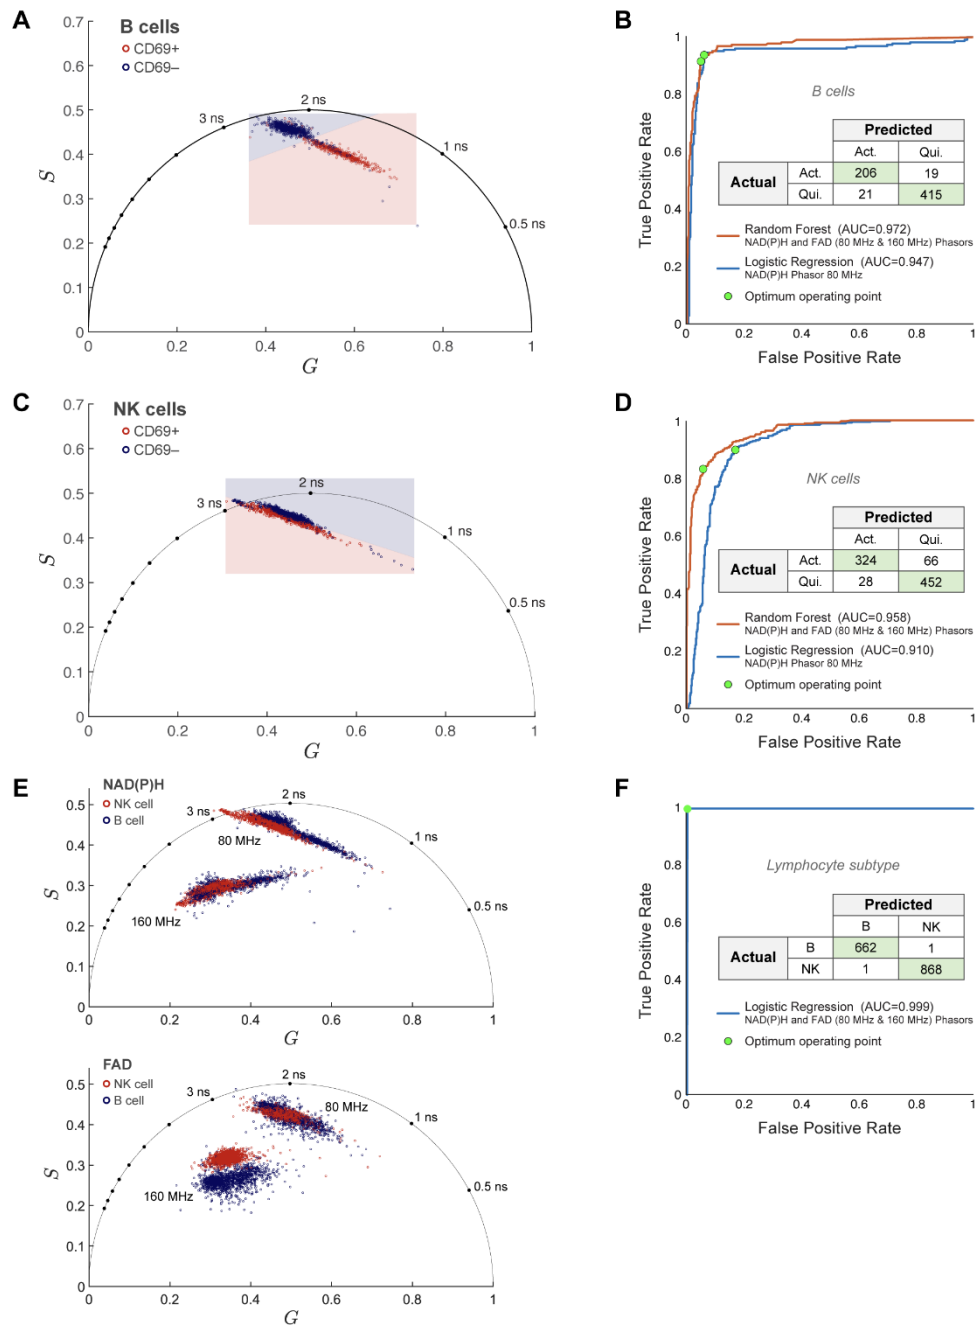 A
B cells
CD69+
CD69–
0.7
0.6
0.5
0.4
0.3
0.2
0.1
0
S
3 ns
2 ns
1 ns
0.5 ns
0
0.2
0.4
0.6
0.8
1
G
B
True Positive Rate
1
0.8
0.6
0.4
0.2
0
B cells
Predicted
Act. Qui.
Actual
Act. 206 19
Qui. 21 415
Random Forest (AUC=0.972)
NAD(P)H and FAD (80 MHz & 160 MHz) Phasors
Logistic Regression (AUC=0.947)
NAD(P)H Phasor 80 MHz
Optimum operating point
0 0.2 0.4 0.6 0.8 1
False Positive Rate
C
NK cells
CD69+
CD69–
0.7
0.6
0.5
0.4
0.3
0.2
0.1
0
S
3 ns
2 ns
1 ns
0.5 ns
0 0.2 0.4 0.6 0.8 1
G
D
True Positive Rate
1
0.8
0.6
0.4
0.2
0
NK cells
Predicted
Act. Qui.
Actual
Act. 324 66
Qui. 28 452
Random Forest (AUC=0.958)
NAD(P)H and FAD (80 MHz & 160 MHz) Phasors
Logistic Regression (AUC=0.910)
NAD(P)H Phasor 80 MHz
Optimum operating point
0 0.2 0.4 0.6 0.8 1
False Positive Rate
E
NAD(P)H
NK cell
B cell
0.5
0.4
0.3
0.2
0.1
0
S
3 ns
2 ns
1 ns
0.5 ns
80 MHz
160 MHz
0 0.2 0.4 0.6 0.8 1
G
FAD
NK cell
B cell
0.5
0.4
0.3
0.2
0.1
0
S
3 ns
2 ns
1 ns
0.5 ns
80 MHz
160 MHz
0 0.2 0.4 0.6 0.8 1
G
F
True Positive Rate
1
0.8
0.6
0.4
0.2
0
Lymphocyte subtype
Predicted
B NK
Actual
B 662 1
NK 1 868
Logistic Regression (AUC=0.999)
NAD(P)H and FAD (80 MHz & 160 MHz) Phasors
Optimum operating point
0 0.2 0.4 0.6 0.8 1
False Positive Rate